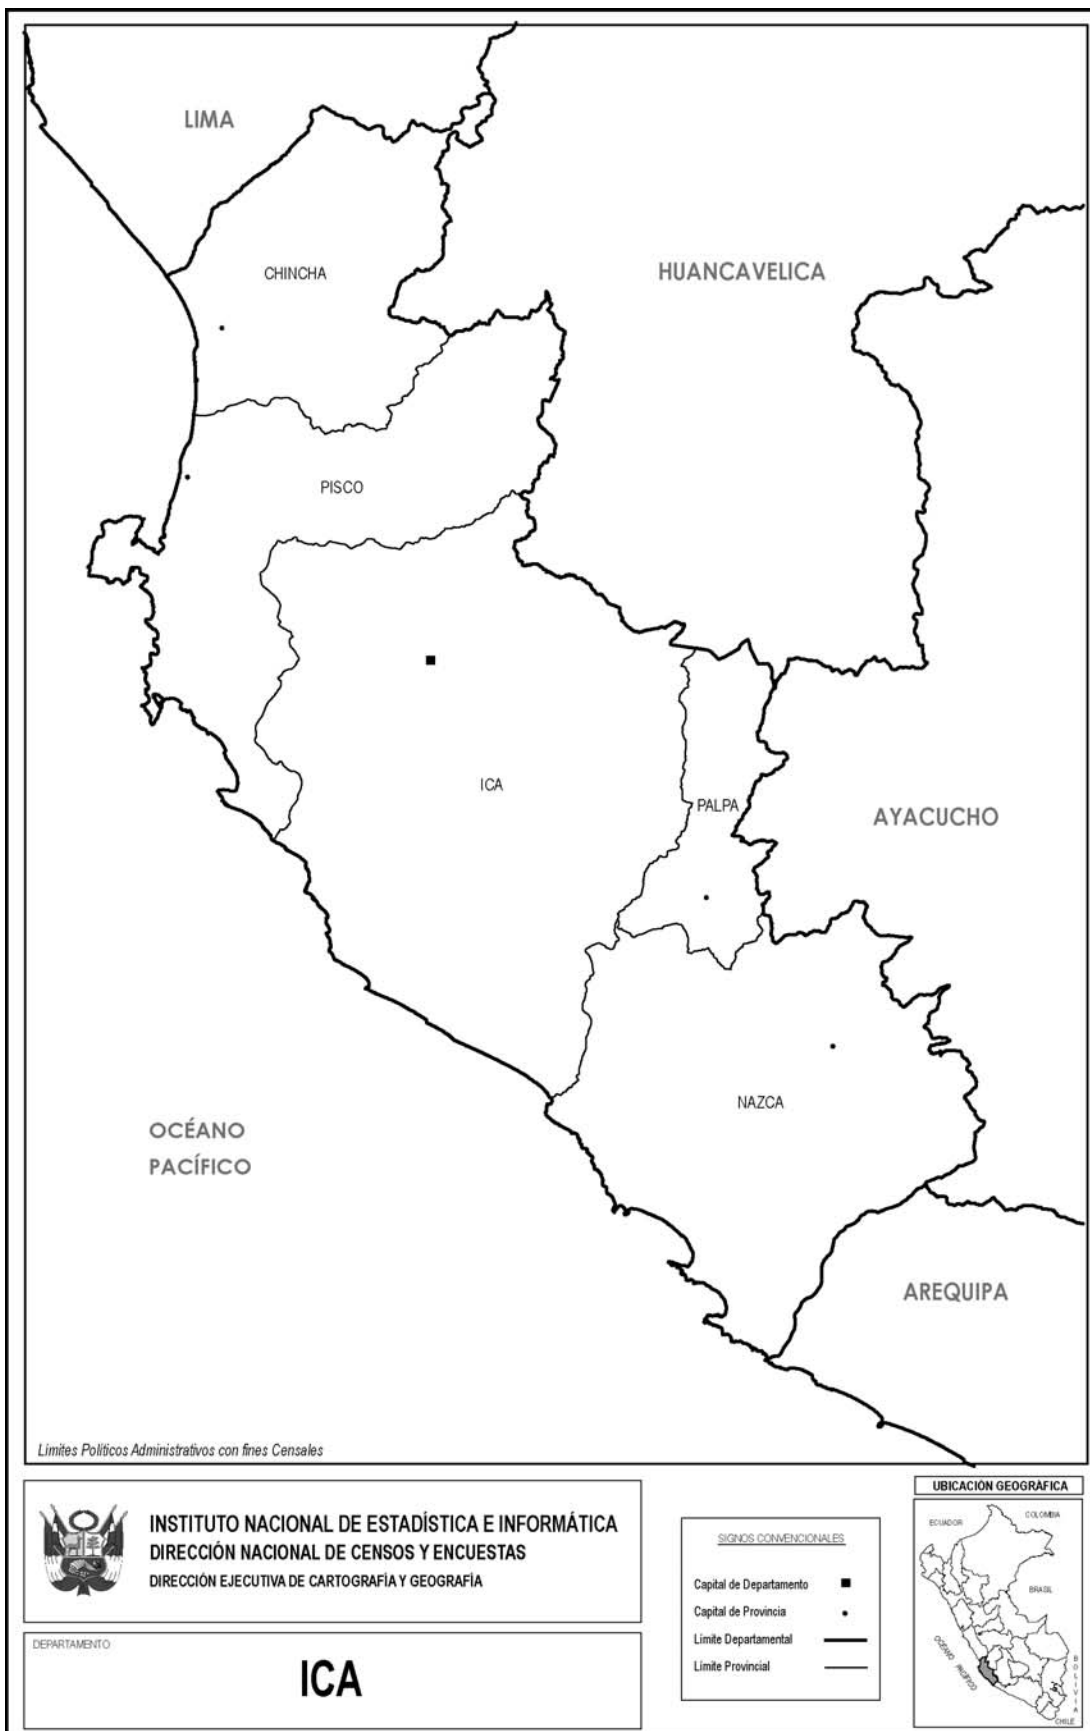 LIMA
CHINCHA
HUANCAVELICA
PISCO
ICA
PALPA
AYACUCHO
NAZCA
OCÉANO
PACÍFICO
AREQUIPA
Límites Políticos Administrativos con fines Censales
INSTITUTO NACIONAL DE ESTADÍSTICA E INFORMÁTICA
DIRECCIÓN NACIONAL DE CENSOS Y ENCUESTAS
DIRECCIÓN EJECUTIVA DE CARTOGRAFÍA Y GEOGRAFÍA
DEPARTAMENTO
ICA
SIGNOS CONVENCIONALES
Capital de Departamento
Capital de Provincia
Límite Departamental
Límite Provincial
UBICACIÓN GEOGRÀFICA
ECUADOR
COLOMBIA
BRASIL
OCÉANO PACÍFICO
BOLIVIA
CHILE